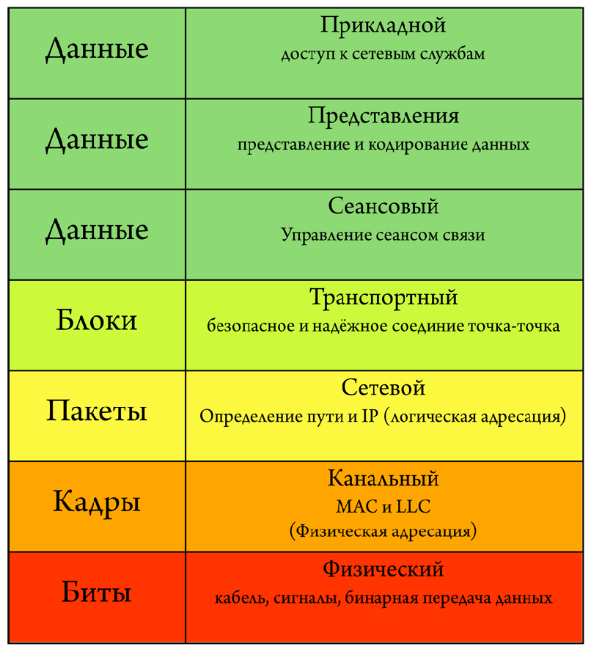 Данные
Прикладной
доступ к сетевым службам
Данные
Представления
представление и кодирование данных
Данные
Сеансовый
Управление сеансом связи
Блоки
Транспортный
безопасное и надёжное соединие точка-точка
Пакеты
Сетевой
Определение пути и IP (логическая адресация)
Кадры
Канальный
MAC и LLC
(Физическая адресация)
Биты
Физический
кабель, сигналы, бинарная передача данных